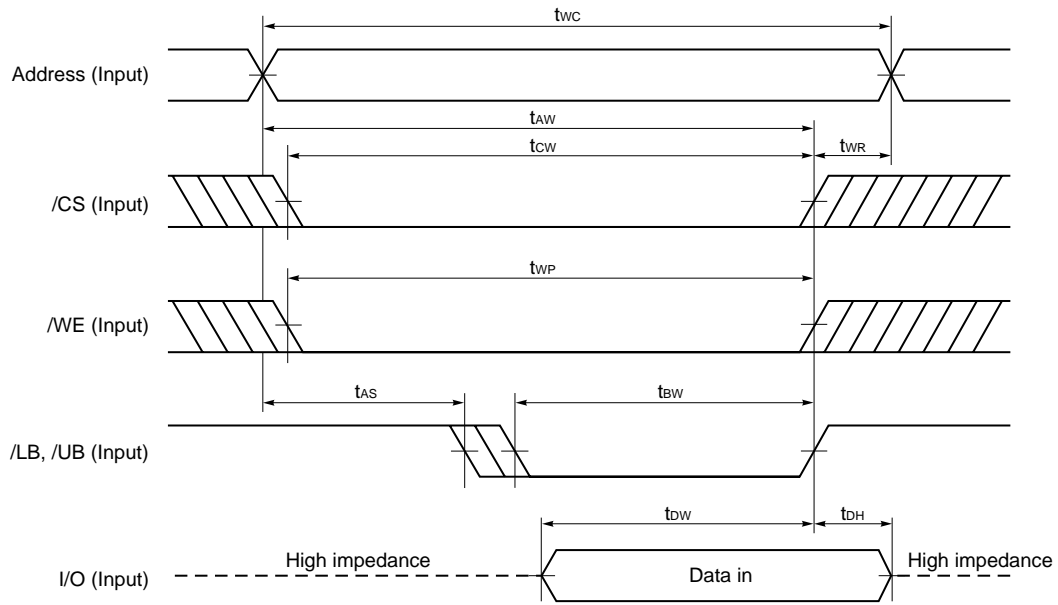 tWC
Address (Input)
tAW
tCW
tWR
/CS (Input)
tWP
/WE (Input)
tAS
tBW
/LB, /UB (Input)
tDW
tDH
High impedance
Data in
High impedance
I/O (Input)